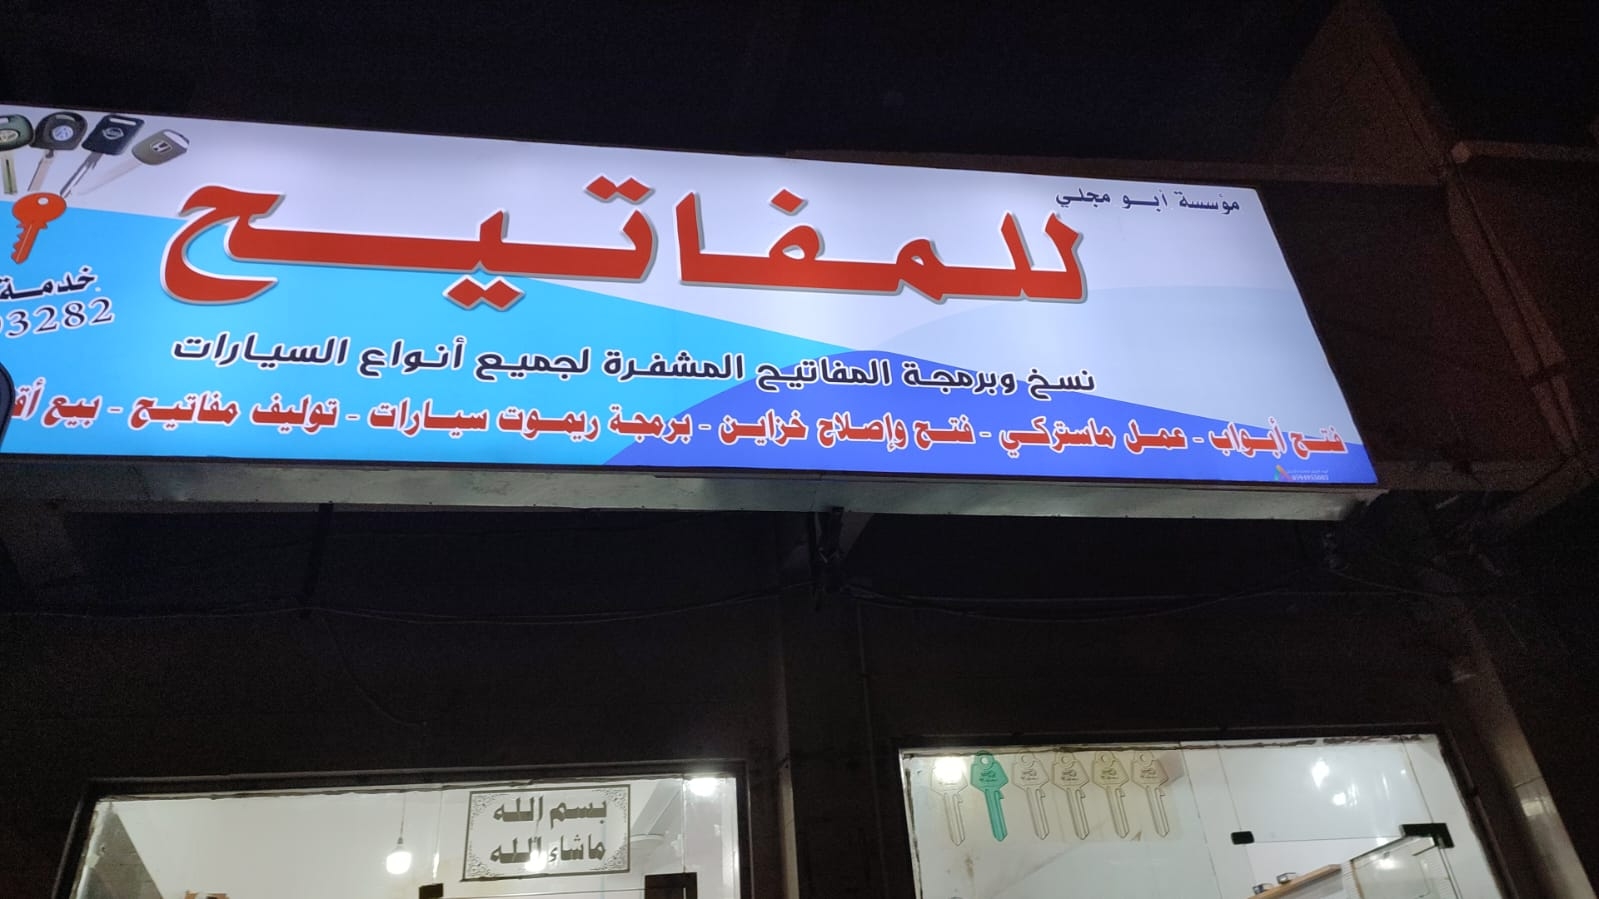 مؤسسة أبو مجلي
للمفاتيح
خدمة
3282
نسخ وبرمجة المفاتيح المشفرة لجميع أنواع السيارات
فتح أبواب - عمل ماستركي - فتح وإصلاح خزاين - برمجة ريموت سيارات - توليف مفاتيح - بيع
بسم الله
ماشاء الله